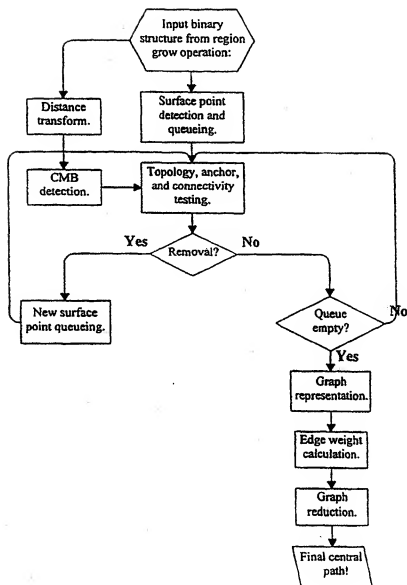 Input binary
structure from region
grow operation:
Distance
transform.
Surface point
detection and
queueing.
CMB
detection.
Topology, anchor,
and connectivity
testing.
Yes
Removal?
No
New surface
point queueing.
Queue
empty?
No
Yes
Graph
representation.
Edge weight
calculation.
Graph
reduction.
Final central
path!